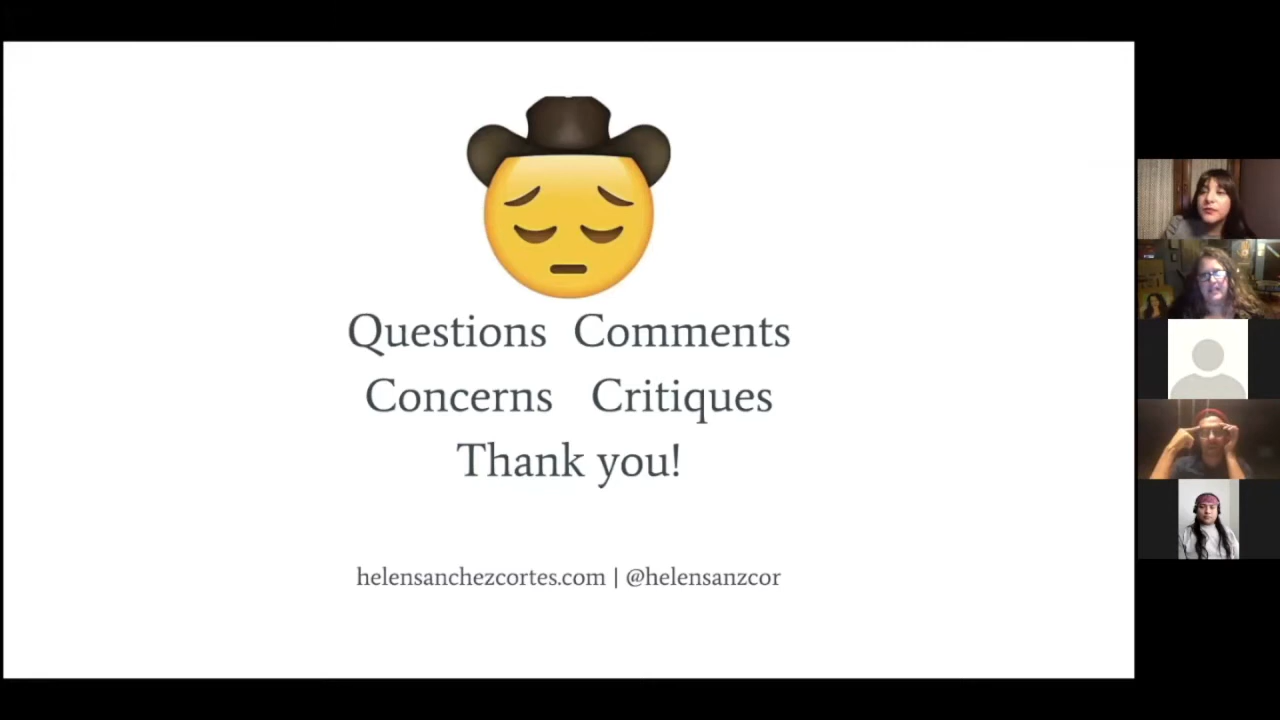 Questions Comments
Concerns Critiques
Thank you!
helensanchezcortes.com | @helensanzcor